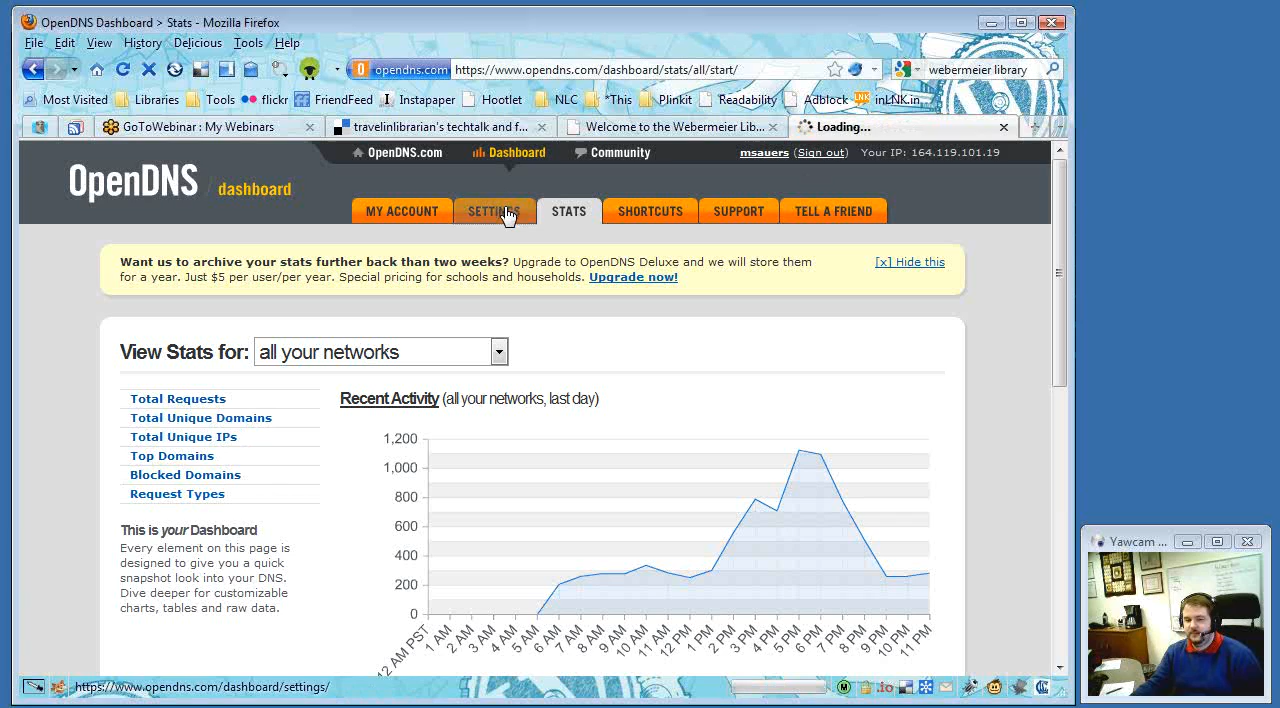 OpenDNS Dashboard > Stats - Mozilla Firefox
File Edit View History Delicious Tools Help
opendns.com https://www.opendns.com/dashboard/stats/all/start/ webermeier library
Most Visited Libraries Tools flickr FriendFeed Instapaper Hootlet NLC *This Plinkit Readability Adblock LNK inLNK.in
GoToWebinar : My Webinars travelinlibrarian's techtalk and f... Welcome to the Webermeier Lib... Loading...
OpenDNS.com Dashboard Community msauers (Sign out) Your IP: 164.119.101.19
OpenDNS / dashboard
MY ACCOUNT SETTINGS STATS SHORTCUTS SUPPORT TELL A FRIEND
Want us to archive your stats further back than two weeks? Upgrade to OpenDNS Deluxe and we will store them [x] Hide this
for a year. Just $5 per user/per year. Special pricing for schools and households. Upgrade now!
View Stats for: all your networks
Total Requests
Total Unique Domains
Total Unique IPs
Top Domains
Blocked Domains
Request Types
This is your Dashboard
Every element on this page is
designed to give you a quick
snapshot look into your DNS.
Dive deeper for customizable
charts, tables and raw data.
Recent Activity (all your networks, last day)
1,200
1,000
800
600
400
200
0
12 AM PST 1 AM 2 AM 3 AM 4 AM 5 AM 6 AM 7 AM 8 AM 9 AM 10 AM 11 AM 12 PM 1 PM 2 PM 3 PM 4 PM 5 PM 6 PM 7 PM 8 PM 9 PM 10 PM 11 PM
https://www.opendns.com/dashboard/settings/
Yawcam ...